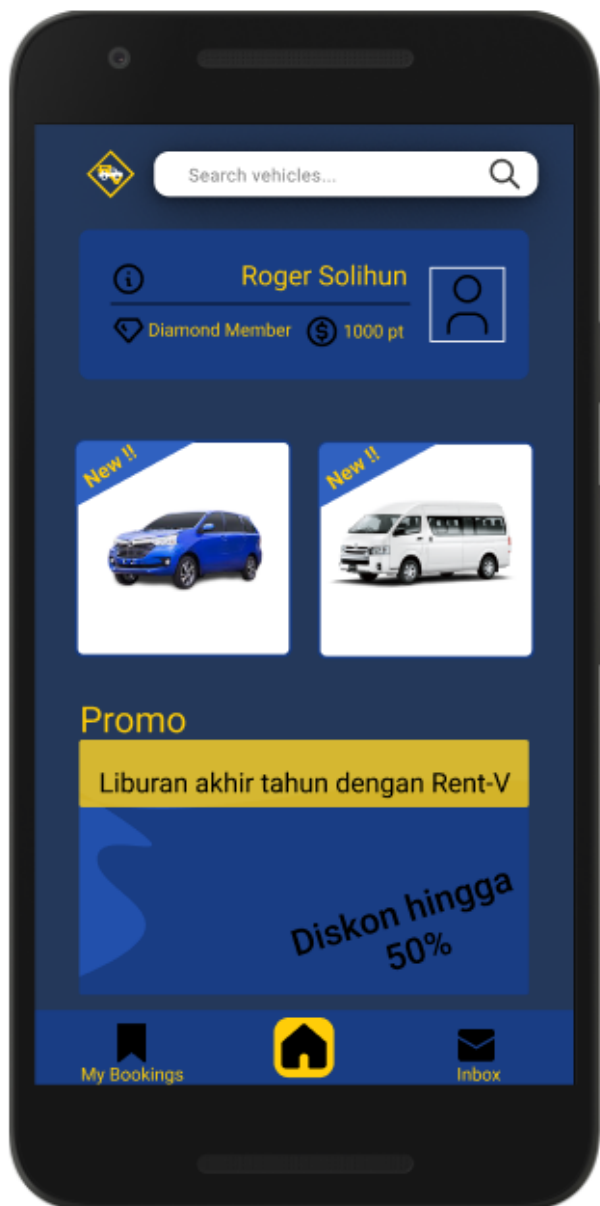 Search vehicles...
Roger Solihun
Diamond Member
1000 pt
New !!
New !!
Promo
Liburan akhir tahun dengan Rent-V
Diskon hingga
50%
My Bookings
Inbox